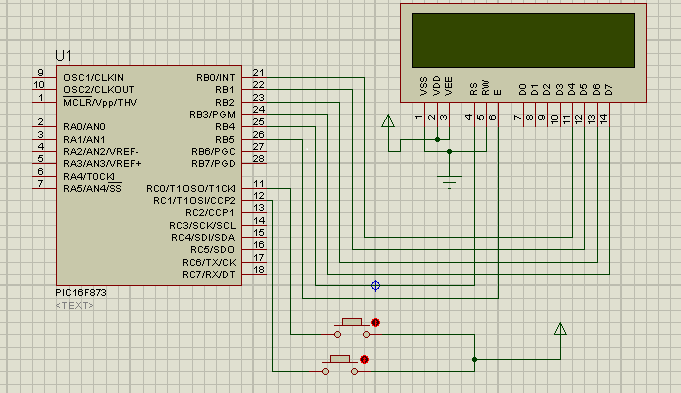 U1
9 OSC1/CLKIN RB0/INT 21
10 OSC2/CLKOUT RB1 22
1 MCLR/Vpp/THV RB2 23
RB3/PGM 24
2 RA0/AN0 RB4 25
3 RA1/AN1 RB5 26
4 RA2/AN2/VREF- RB6/PGC 27
5 RA3/AN3/VREF+ RB7/PGD 28
6 RA4/T0CKI
7 RA5/AN4/SS RC0/T1OSO/T1CKI 11
RC1/T1OSI/CCP2 12
RC2/CCP1 13
RC3/SCK/SCL 14
RC4/SDI/SDA 15
RC5/SDO 16
RC6/TX/CK 17
RC7/RX/DT 18
PIC16F873
<TEXT>
VSS VDD VEE RS RW E D0 D1 D2 D3 D4 D5 D6 D7
1 2 3 4 5 6 7 8 9 10 11 12 13 14